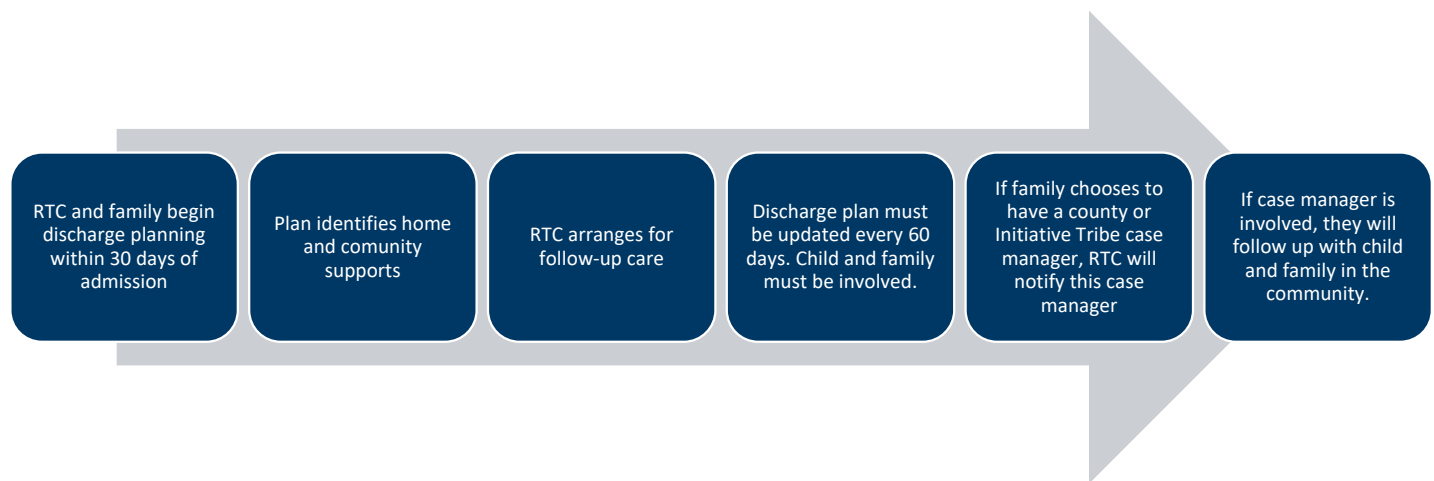 RTC and family begin
discharge planning
within 30 days of
admission
Plan identifies home
and comunity
supports
RTC arranges for
follow-up care
Discharge plan must
be updated every 60
days. Child and family
must be involved.
If family chooses to
have a county or
Initiative Tribe case
manager, RTC will
notify this case
manager
If case manager is
involved, they will
follow up with child
and family in the
community.